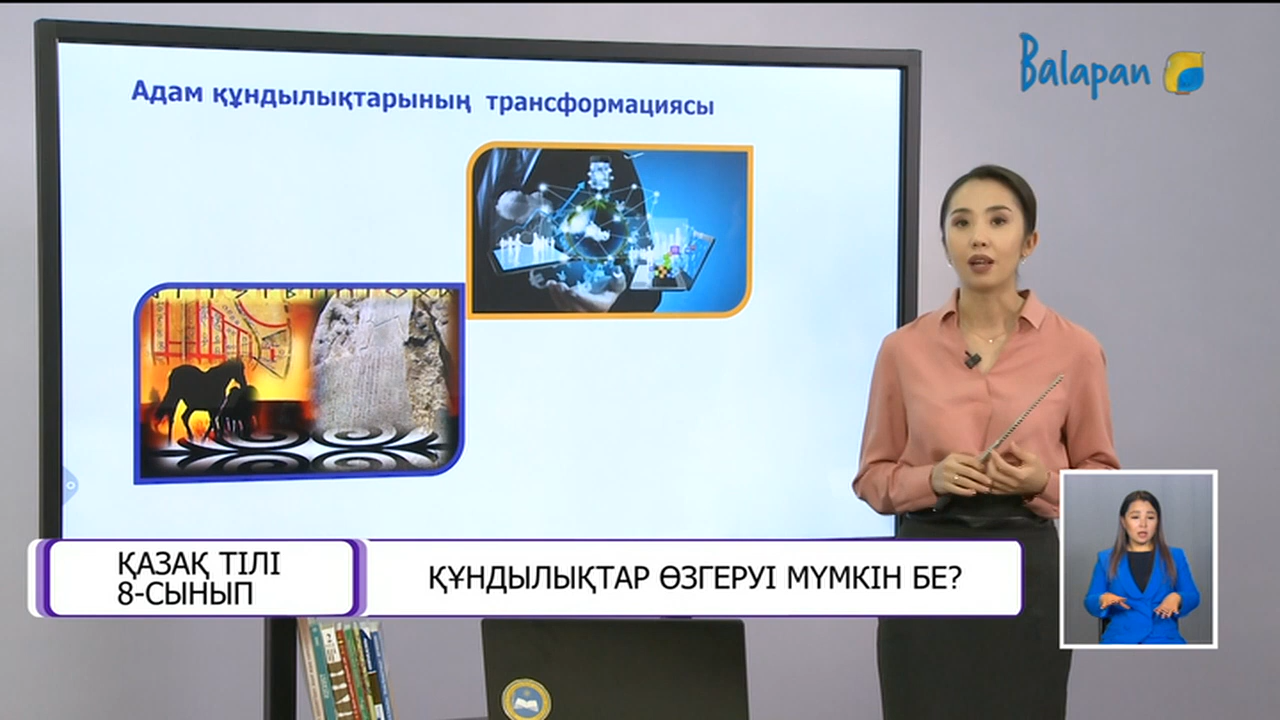 Balapan
Адам құндылықтарының трансформациясы
ҚАЗАҚ ТІЛІ
8-СЫНЫП
ҚҰНДЫЛЫҚТАР ӨЗГЕРУІ МҮМКІН БЕ?